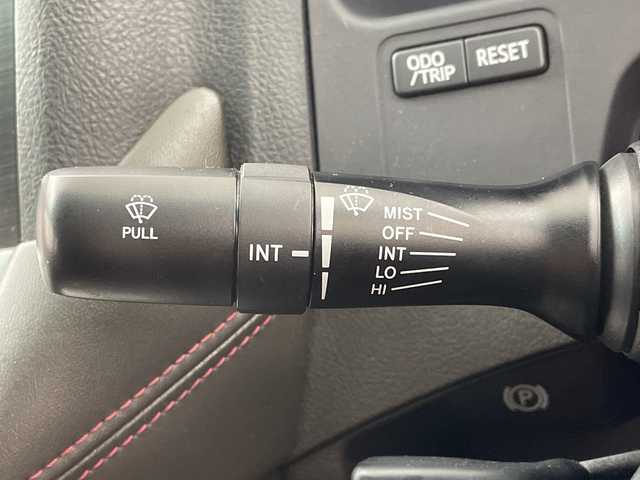 ODO
/TRIP
RESET
PULL
INT
MIST
OFF
INT
LO
HI
P